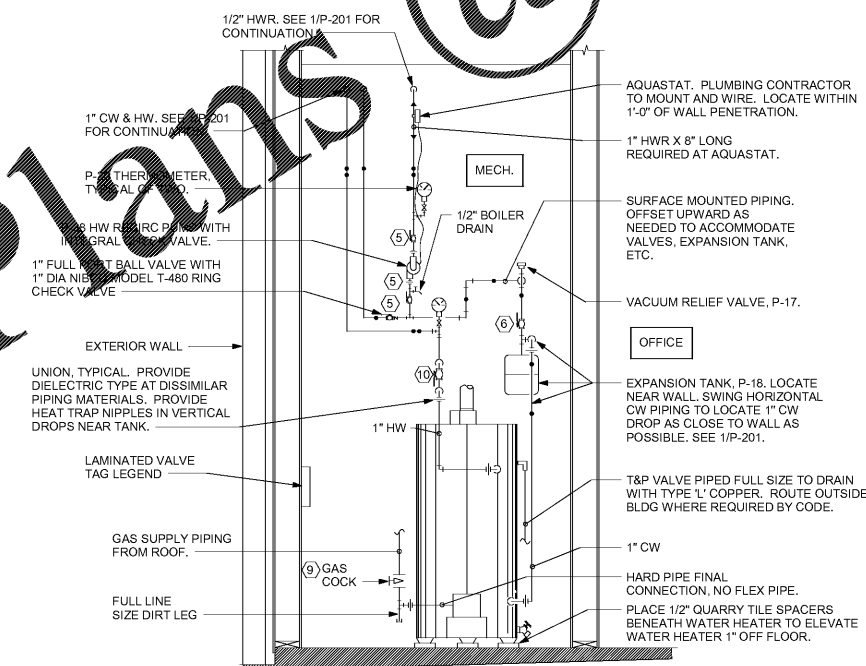 1/2" HWR. SEE 1/P-201 FOR
CONTINUATION.
1" CW & HW. SEE 1/P-201
FOR CONTINUATION.
THERMOMETER,
TYPICAL OF TWO.
HW RECIRC PUMP WITH
INTEGRAL CHECK VALVE.
1" FULL PORT BALL VALVE WITH
1" DIA NIBCO MODEL T-480 RING
CHECK VALVE
EXTERIOR WALL
UNION, TYPICAL. PROVIDE
DIELECTRIC TYPE AT DISSIMILAR
PIPING MATERIALS. PROVIDE
HEAT TRAP NIPPLES IN VERTICAL
DROPS NEAR TANK.
LAMINATED VALVE
TAG LEGEND
GAS SUPPLY PIPING
FROM ROOF.
9 GAS
COCK
FULL LINE
SIZE DIRT LEG
MECH.
1/2" BOILER
DRAIN
5
5
5
6
10
1" HW
OFFICE
AQUASTAT. PLUMBING CONTRACTOR
TO MOUNT AND WIRE. LOCATE WITHIN
1'-0" OF WALL PENETRATION.
1" HWR X 8" LONG
REQUIRED AT AQUASTAT.
SURFACE MOUNTED PIPING.
OFFSET UPWARD AS
NEEDED TO ACCOMMODATE
VALVES, EXPANSION TANK,
ETC.
VACUUM RELIEF VALVE, P-17.
EXPANSION TANK, P-18. LOCATE
NEAR WALL. SWING HORIZONTAL
CW PIPING TO LOCATE 1" CW
DROP AS CLOSE TO WALL AS
POSSIBLE. SEE 1/P-201.
T&P VALVE PIPED FULL SIZE TO DRAIN
WITH TYPE 'L' COPPER. ROUTE OUTSIDE
BLDG WHERE REQUIRED BY CODE.
1" CW
HARD PIPE FINAL
CONNECTION, NO FLEX PIPE.
PLACE 1/2" QUARRY TILE SPACERS
BENEATH WATER HEATER TO ELEVATE
WATER HEATER 1" OFF FLOOR.
Plans @